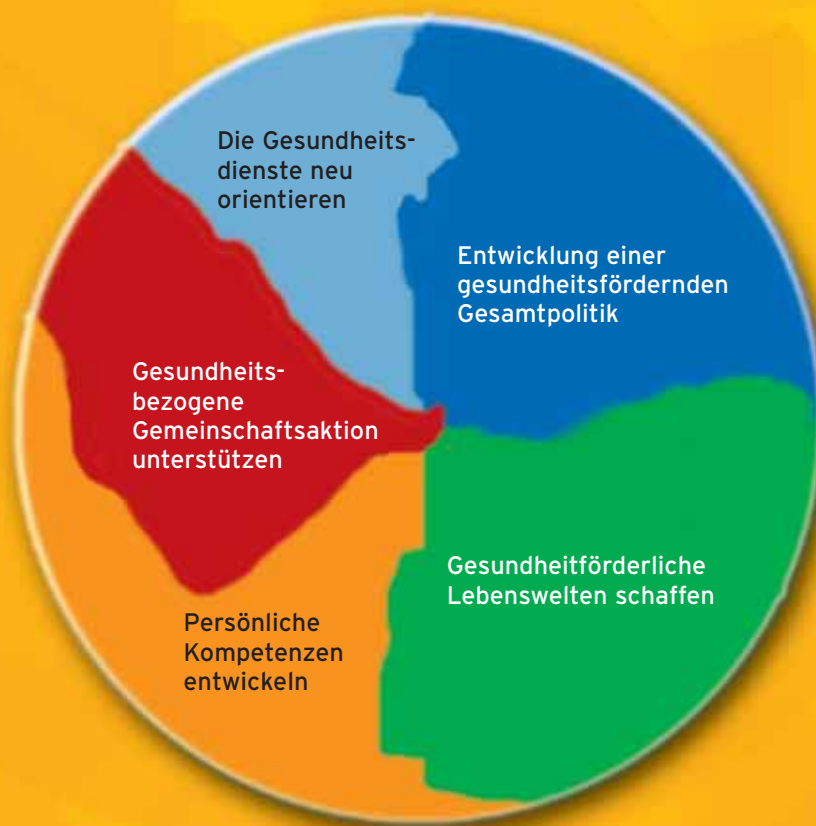 Die Gesundheits-
dienste neu
orientieren
Entwicklung einer
gesundheitsfördernden
Gesamtpolitik
Gesundheits-
bezogene
Gemeinschaftsaktion
unterstützen
Gesundheitförderliche
Lebenswelten schaffen
Persönliche
Kompetenzen
entwickeln